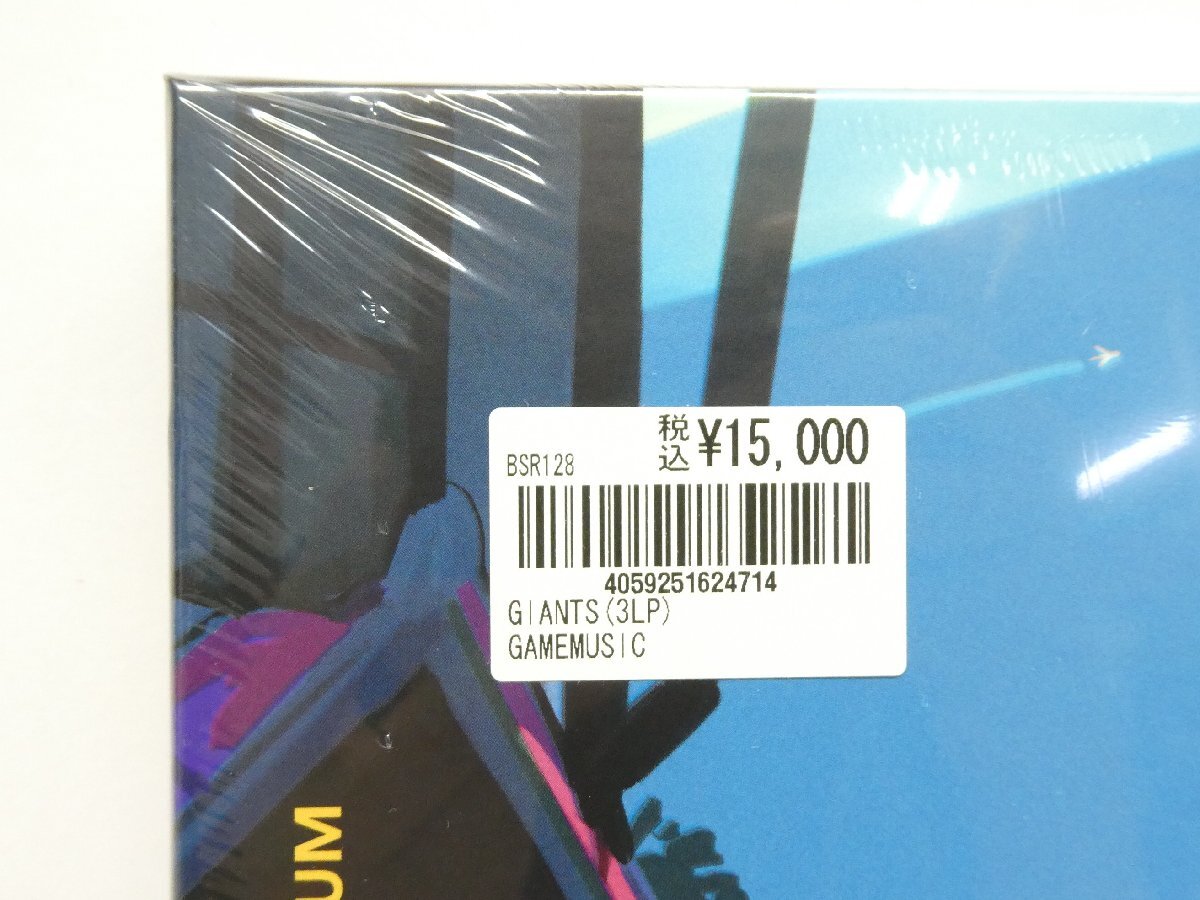 税込 ¥15,000
BSR128
4059251624714
GIANTS(3LP)
GAMEMUSIC
UM